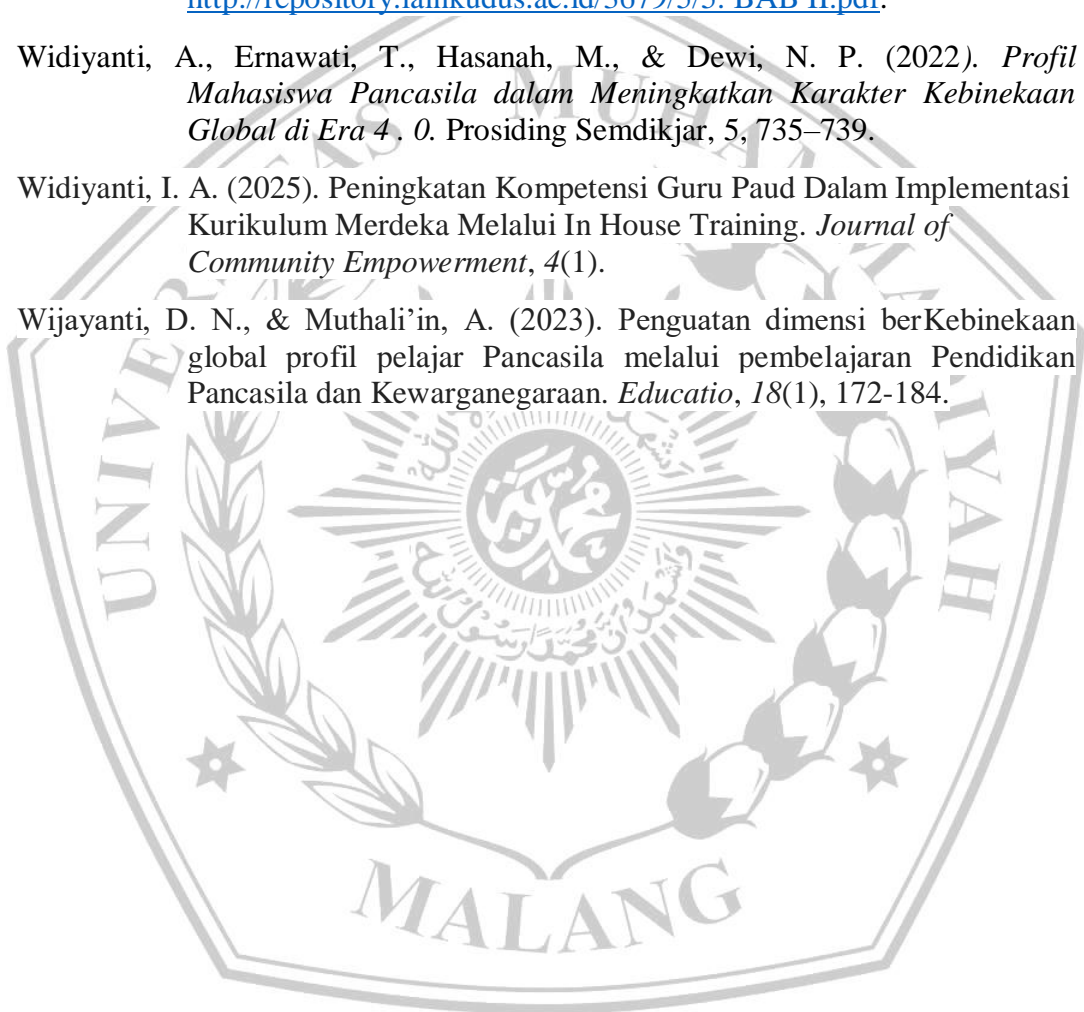 http://repository.iainkudus.ac.id/3679/5/5. BAB II.pdf.
Widiyanti, A., Ernawati, T., Hasanah, M., & Dewi, N. P. (2022). Profil
Mahasiswa Pancasila dalam Meningkatkan Karakter Kebinekaan
Global di Era 4 . 0. Prosiding Semdikjar, 5, 735–739.
Widiyanti, I. A. (2025). Peningkatan Kompetensi Guru Paud Dalam Implementasi
Kurikulum Merdeka Melalui In House Training. Journal of
Community Empowerment, 4(1).
Wijayanti, D. N., & Muthali’in, A. (2023). Penguatan dimensi berKebinekaan
global profil pelajar Pancasila melalui pembelajaran Pendidikan
Pancasila dan Kewarganegaraan. Educatio, 18(1), 172-184.
MALANG